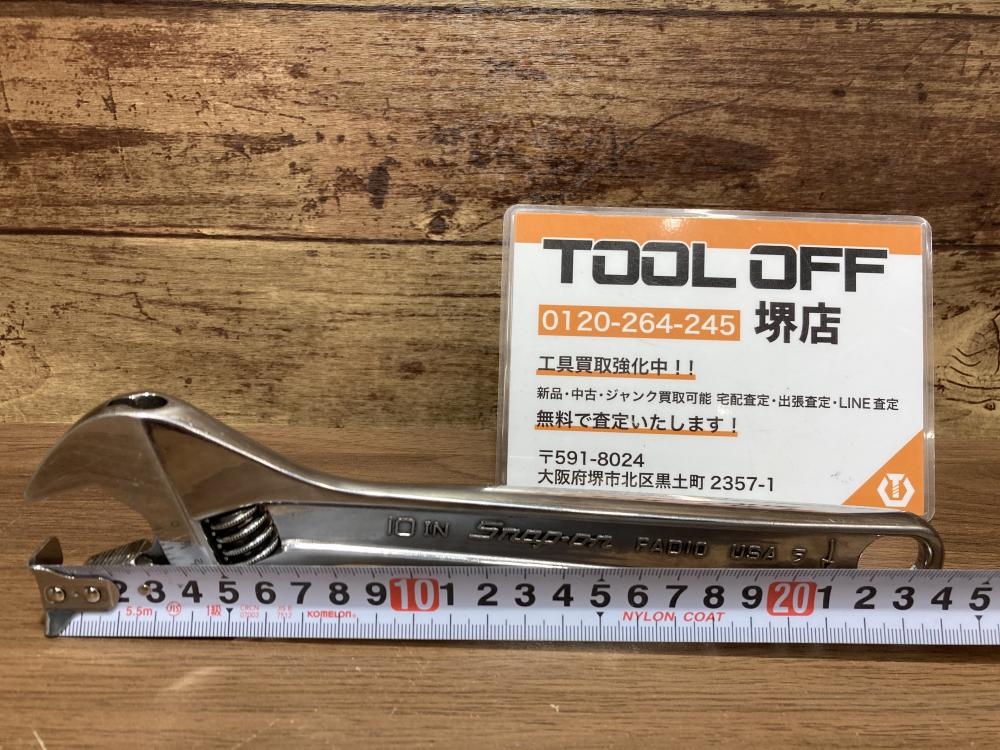 TOOL OFF
0120-264-245 堺店
工具買取強化中！！
新品・中古・ジャンク買取可能 宅配査定・出張査定・LINE査定
無料で査定いたします！
〒591-8024
大阪府堺市北区黒土町 2357-1
10 IN Snap-on USA
2 3 4 5 6 7 8 9 10 1 2 3 4 5 6 7 8 9 20 1 2 3 4 5
5.5m JIS 1級 KOMELON NYLON COAT